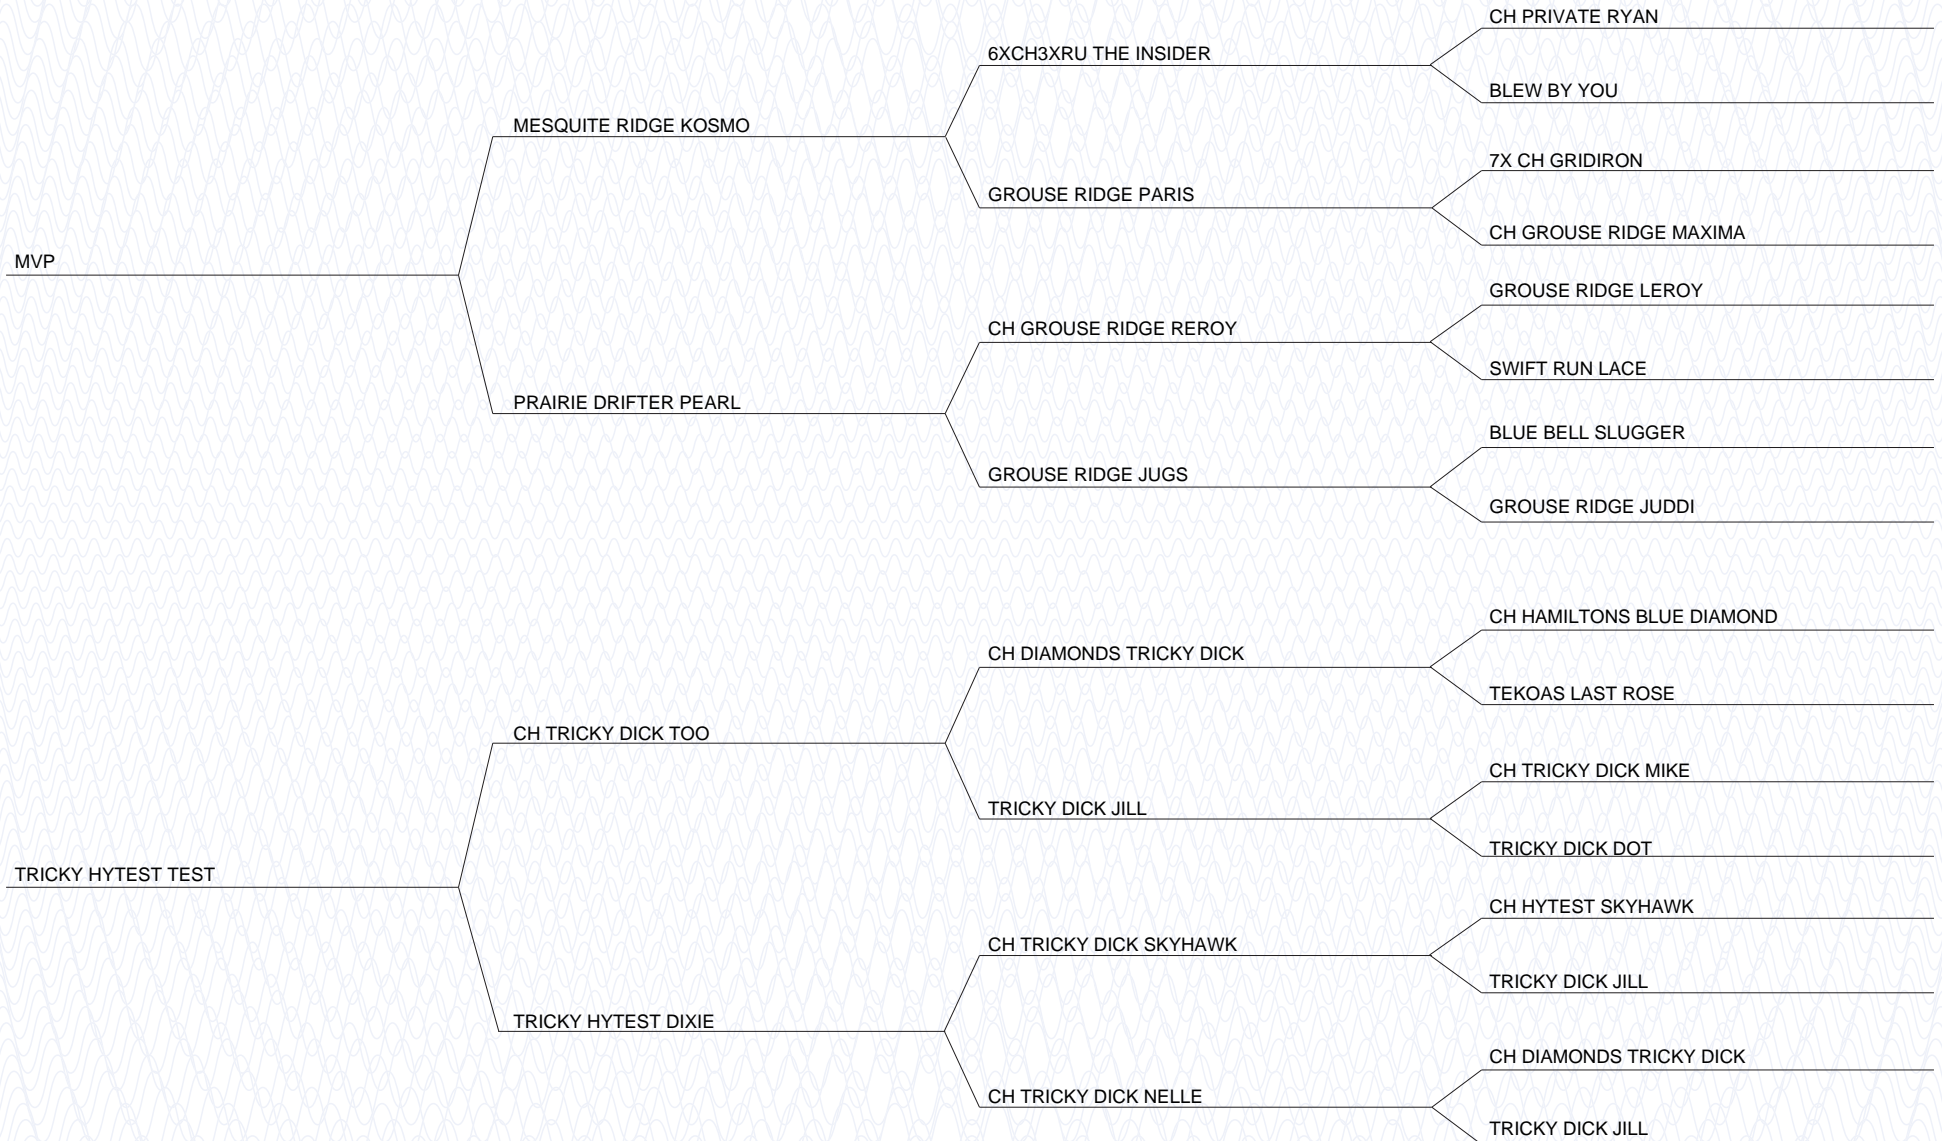 CH PRIVATE RYAN
6XCH3XRU THE INSIDER
BLEW BY YOU
MESQUITE RIDGE KOSMO
7X CH GRIDIRON
GROUSE RIDGE PARIS
CH GROUSE RIDGE MAXIMA
MVP
GROUSE RIDGE LEROY
CH GROUSE RIDGE REROY
SWIFT RUN LACE
PRAIRIE DRIFTER PEARL
BLUE BELL SLUGGER
GROUSE RIDGE JUGS
GROUSE RIDGE JUDDI
CH HAMILTONS BLUE DIAMOND
CH DIAMONDS TRICKY DICK
TEKOAS LAST ROSE
CH TRICKY DICK TOO
CH TRICKY DICK MIKE
TRICKY DICK JILL
TRICKY DICK DOT
TRICKY HYTEST TEST
CH HYTEST SKYHAWK
CH TRICKY DICK SKYHAWK
TRICKY DICK JILL
TRICKY HYTEST DIXIE
CH DIAMONDS TRICKY DICK
CH TRICKY DICK NELLE
TRICKY DICK JILL